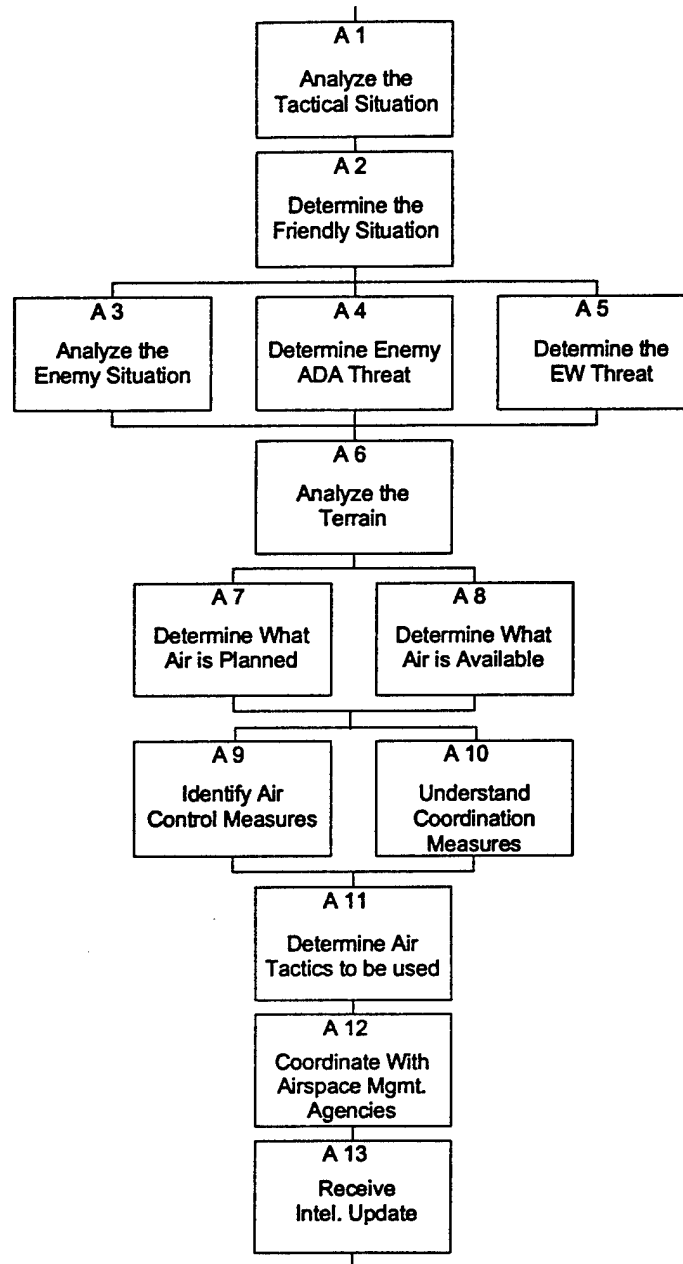 A 1
Analyze the
Tactical Situation
A 2
Determine the
Friendly Situation
A 3
Analyze the
Enemy Situation
A 4
Determine Enemy
ADA Threat
A 5
Determine the
EW Threat
A 6
Analyze the
Terrain
A 7
Determine What
Air is Planned
A 8
Determine What
Air is Available
A 9
Identify Air
Control Measures
A 10
Understand
Coordination
Measures
A 11
Determine Air
Tactics to be used
A 12
Coordinate With
Airspace Mgmt.
Agencies
A 13
Receive
Intel. Update